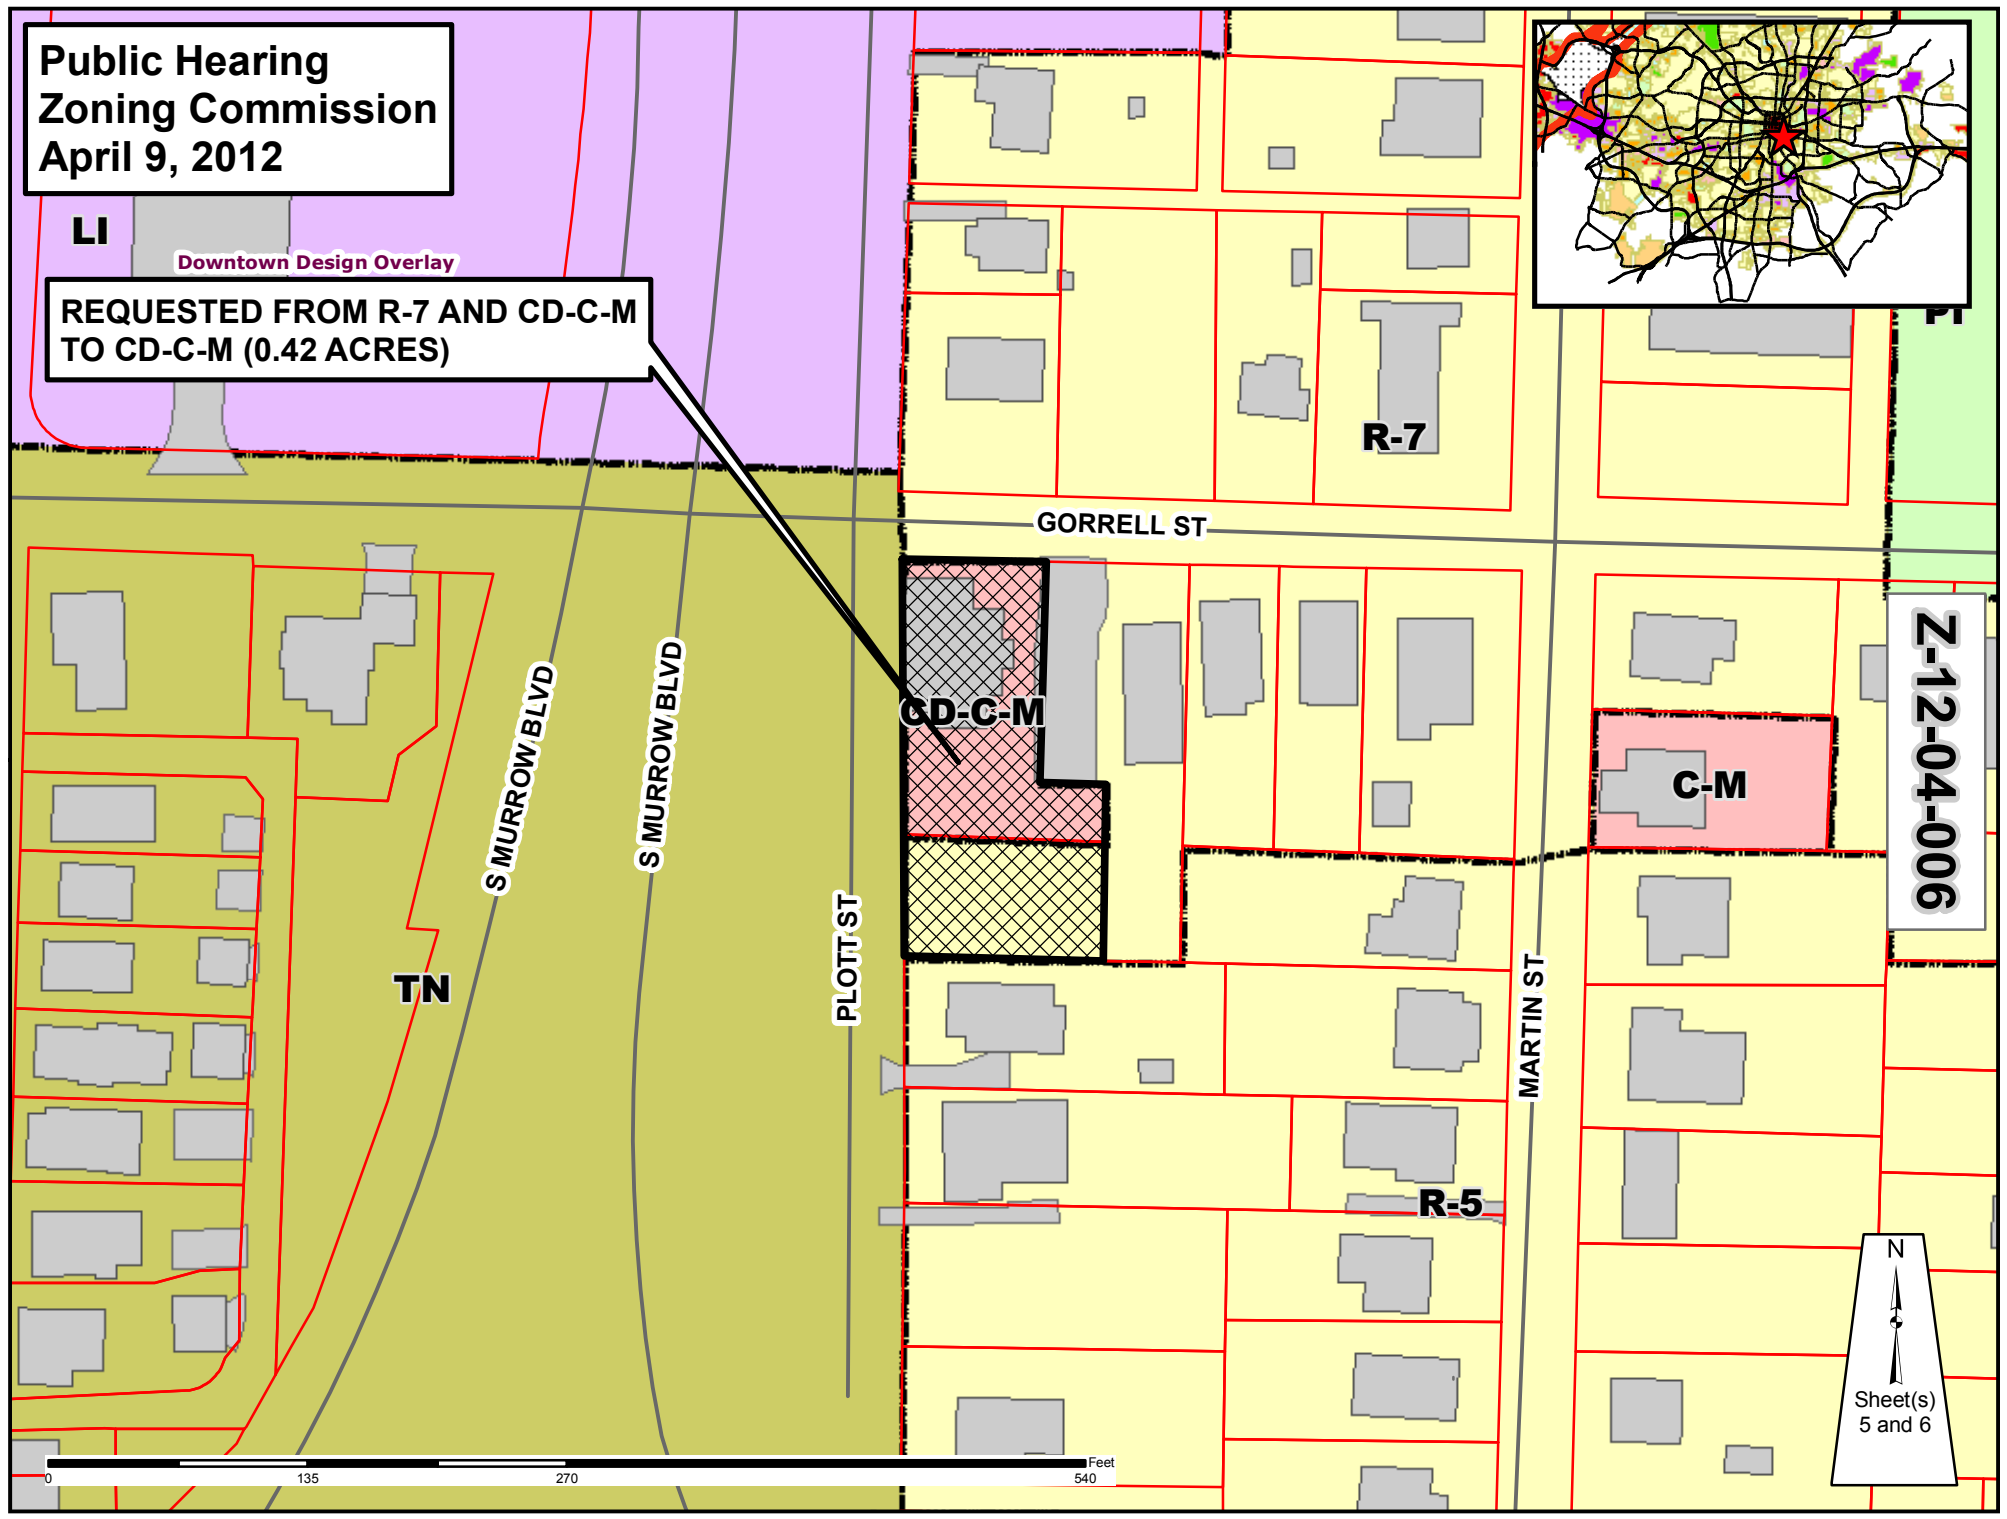 Public Hearing
Zoning Commission
April 9, 2012
LI
Downtown Design Overlay
REQUESTED FROM R-7 AND CD-C-M
TO CD-C-M (0.42 ACRES)
PI
R-7
GORRELL ST
CD-C-M
C-M
Z-12-04-006
S MURROW BLVD
S MURROW BLVD
PLOTT ST
TN
MARTIN ST
R-5
N
Sheet(s)
5 and 6
Feet
0 135 270 540